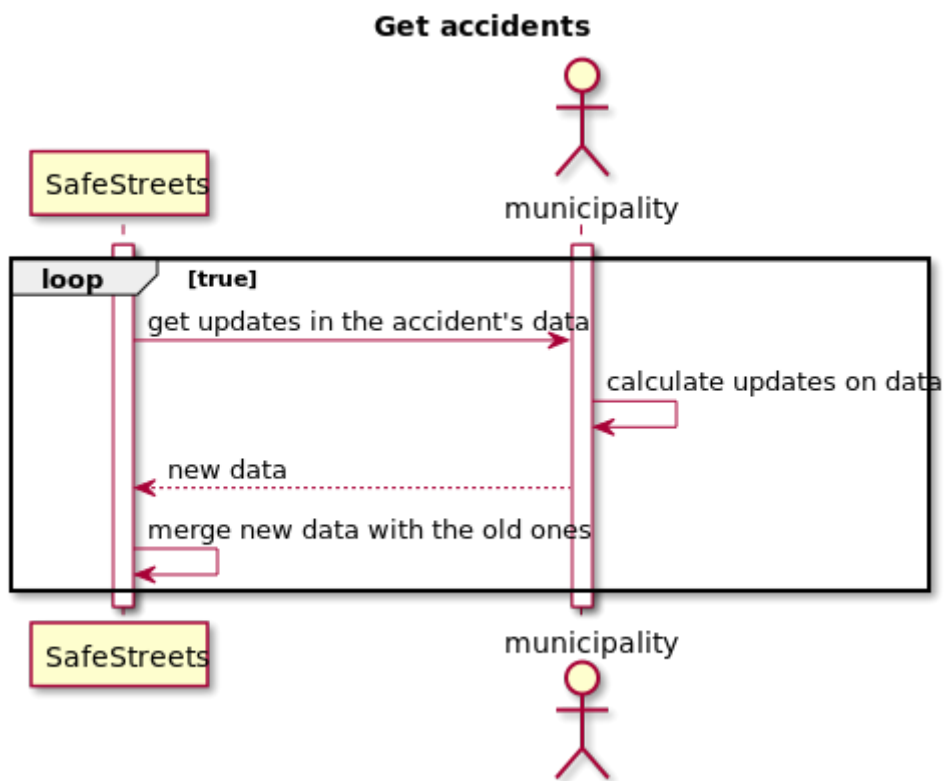 Get accidents
SafeStreets
municipality
loop [true]
get updates in the accident's data
calculate updates on data
new data
merge new data with the old ones
SafeStreets
municipality